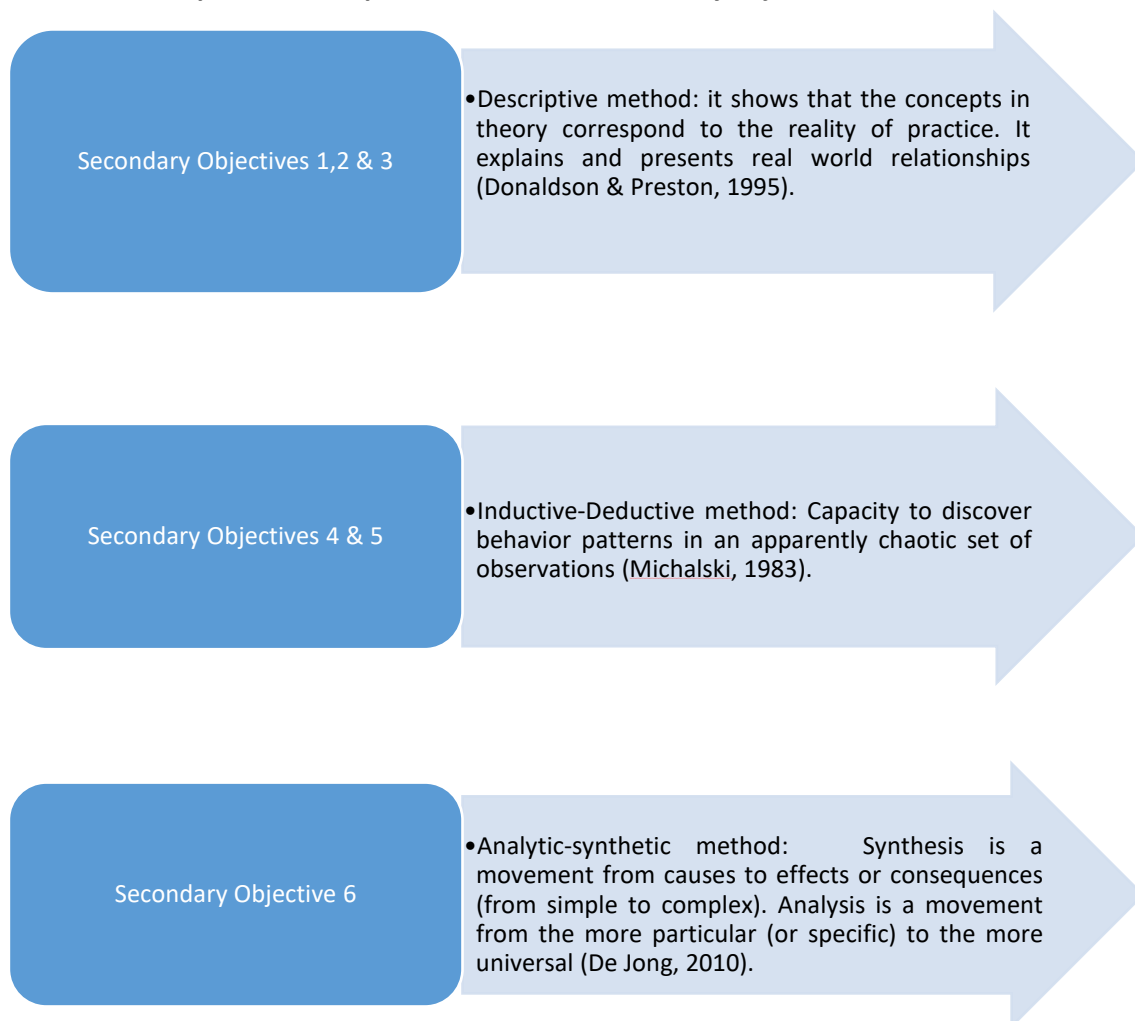 Secondary Objectives 1,2 & 3
•Descriptive method: it shows that the concepts in
theory correspond to the reality of practice. It
explains and presents real world relationships
(Donaldson & Preston, 1995).
Secondary Objectives 4 & 5
•Inductive-Deductive method: Capacity to discover
behavior patterns in an apparently chaotic set of
observations (Michalski, 1983).
Secondary Objective 6
•Analytic-synthetic method: Synthesis is a
movement from causes to effects or consequences
(from simple to complex). Analysis is a movement
from the more particular (or specific) to the more
universal (De Jong, 2010).